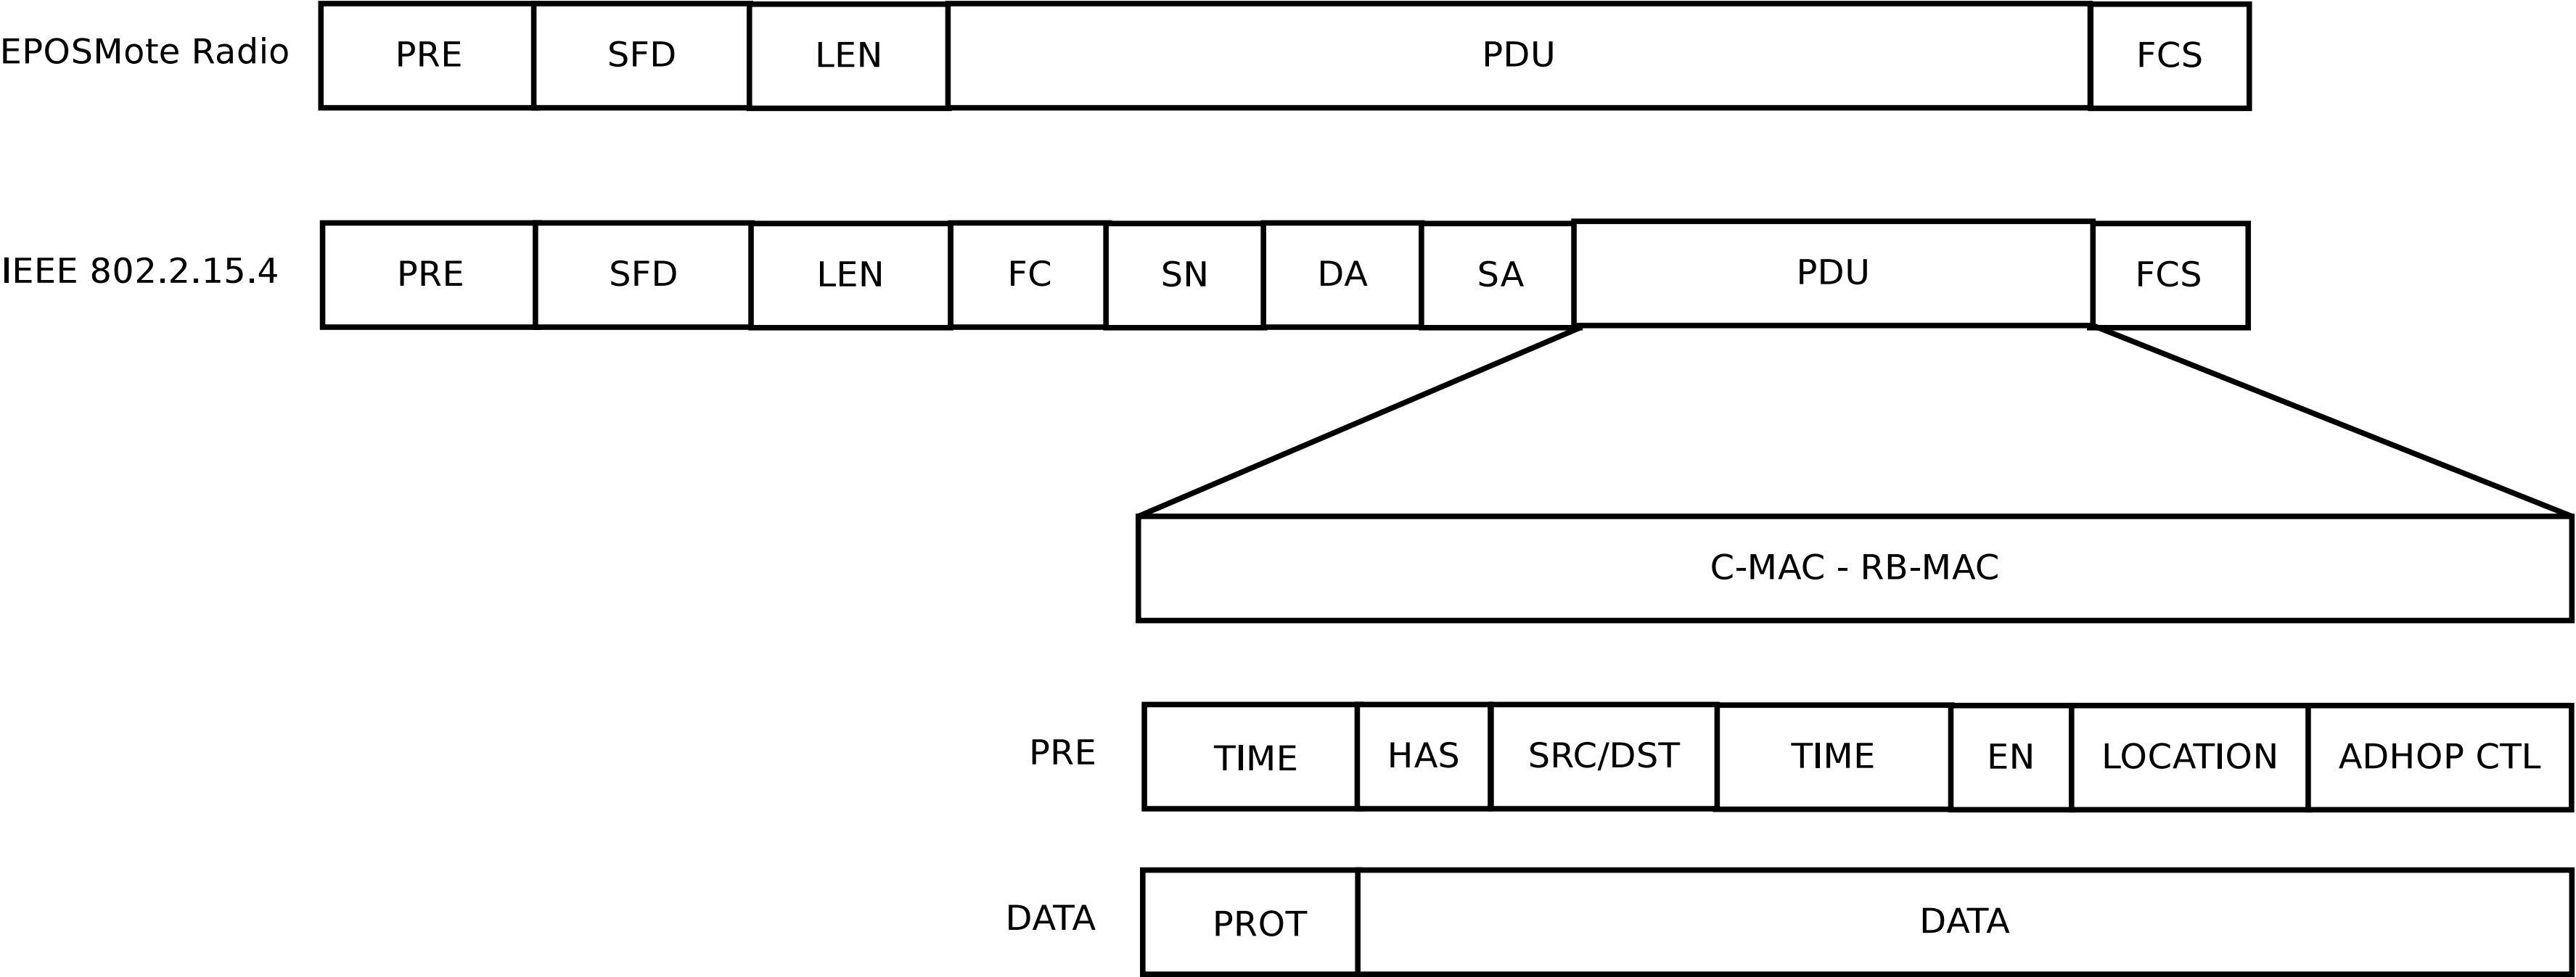 EPOSMote Radio PRE SFD LEN PDU FCS
IEEE 802.2.15.4 PRE SFD LEN FC SN DA SA PDU FCS
C-MAC - RB-MAC
PRE TIME HAS SRC/DST TIME EN LOCATION ADHOP CTL
DATA PROT DATA